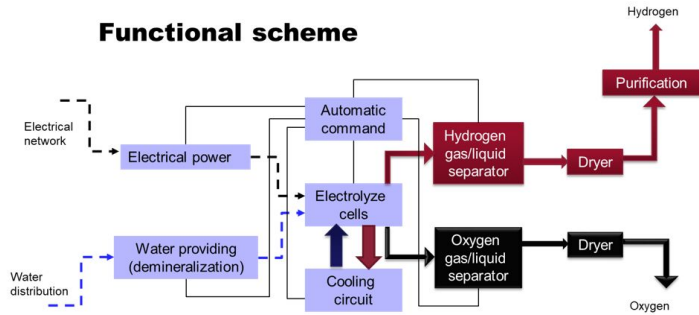 Functional scheme
Hydrogen
Purification
Electrical
network
Automatic
command
Electrical power
Hydrogen
gas/liquid
separator
Dryer
Electrolyze
cells
Water providing
(demineralization)
Oxygen
gas/liquid
separator
Dryer
Water
distribution
Cooling
circuit
Oxygen